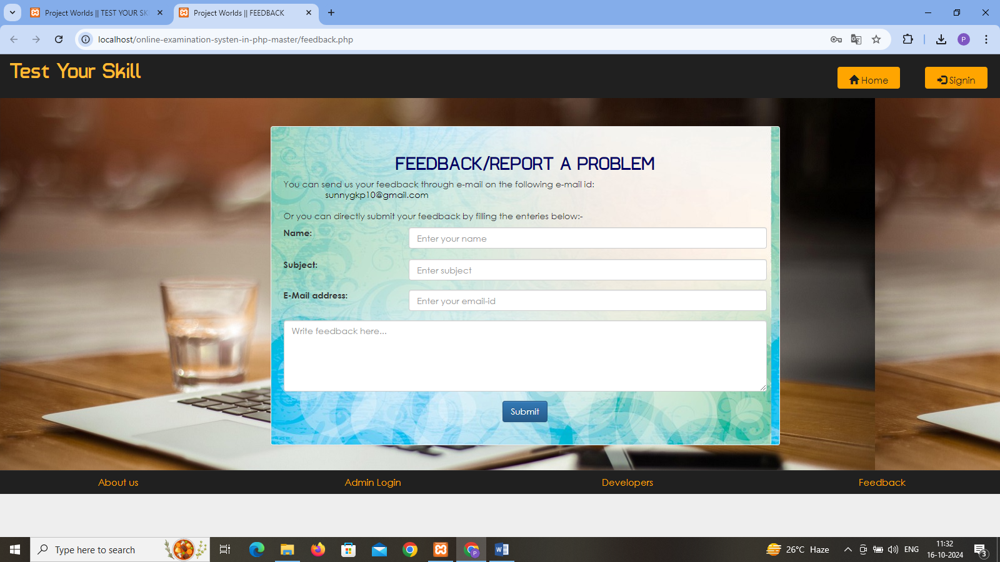 Project Worlds || TEST YOUR SK
Project Worlds || FEEDBACK
localhost/online-examination-systen-in-php-master/feedback.php
P
Test Your Skill
Home
Signin
FEEDBACK/REPORT A PROBLEM
You can send us your feedback through e-mail on the following e-mail id:
sunnygkp10@gmail.com
Or you can directly submit your feedback by filling the enteries below:-
Name:
Enter your name
Subject:
Enter subject
E-Mail address:
Enter your email-id
Write feedback here...
Submit
About us
Admin Login
Developers
Feedback
Type here to search
P
26°C Haze
ENG
11:32
16-10-2024
3